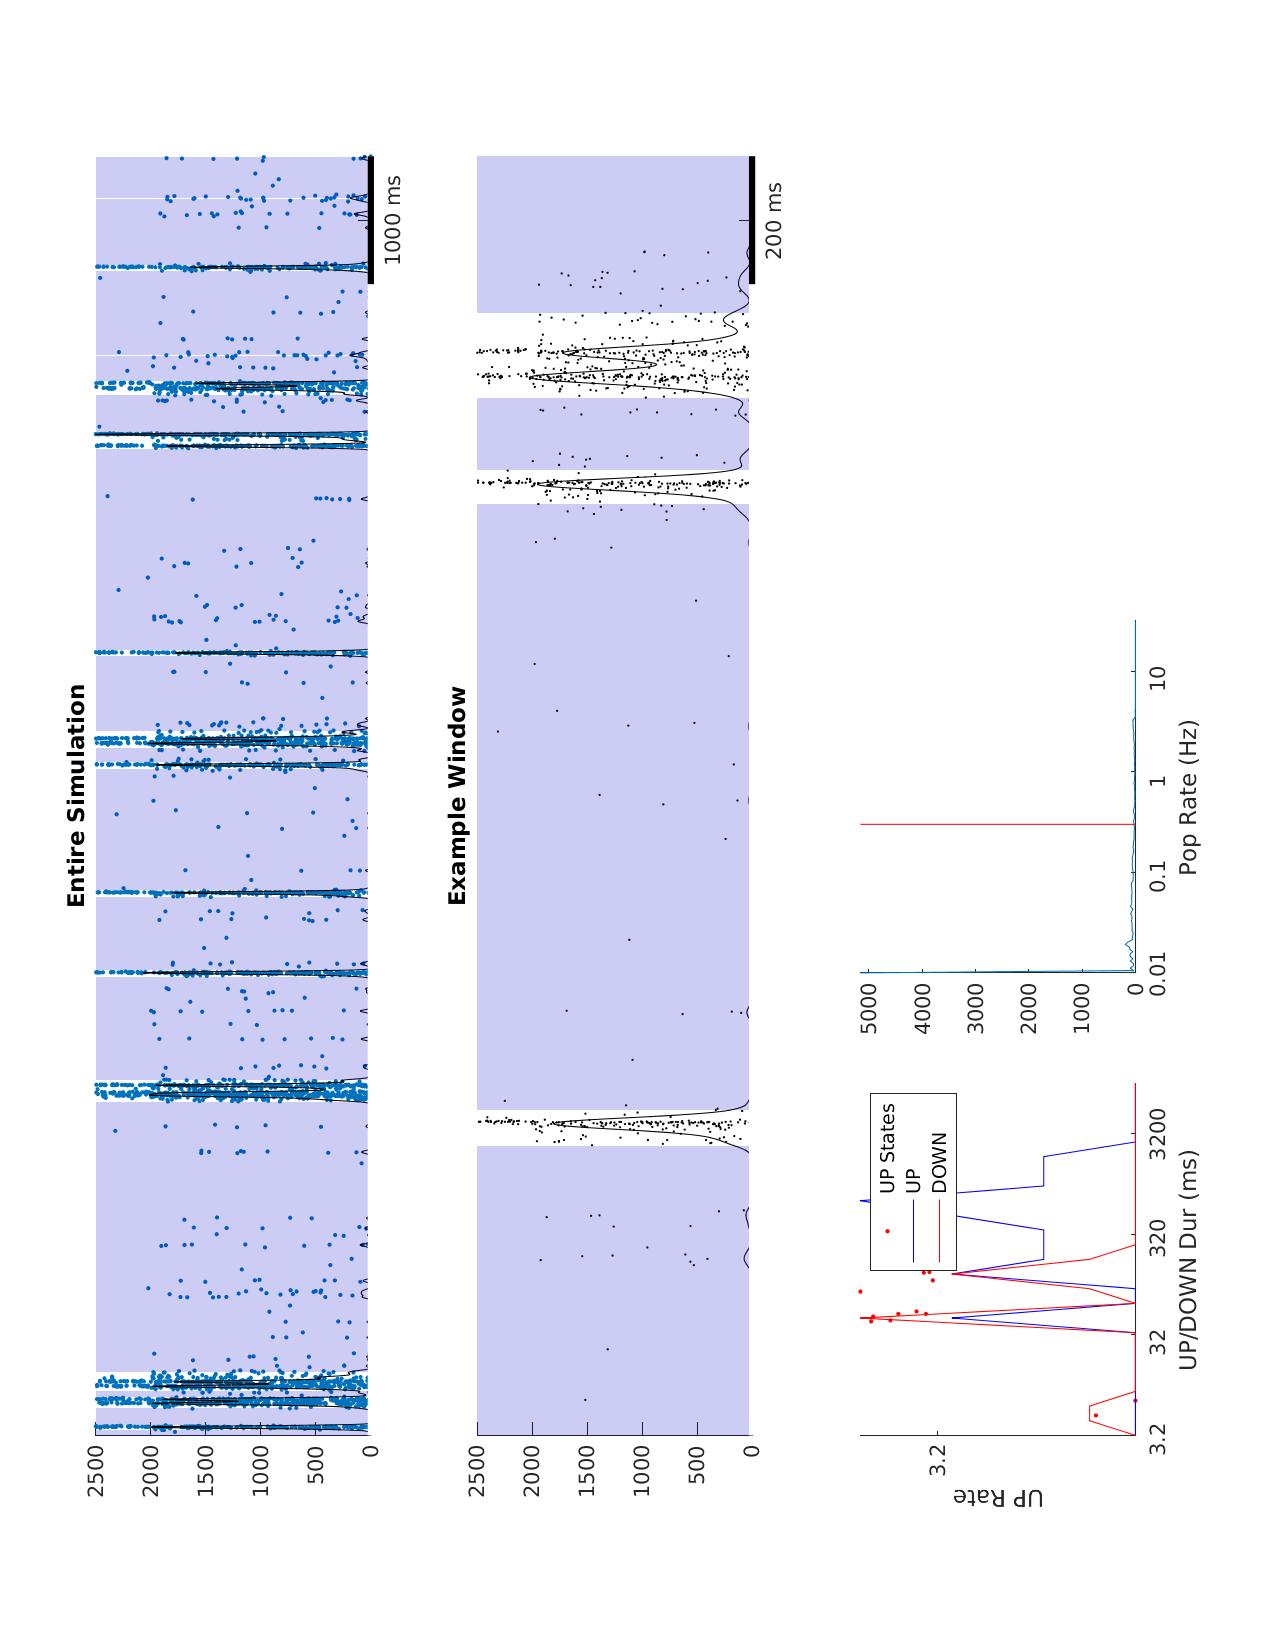 Entire Simulation
2500
2000
1500
1000
500
0
1000 ms
Example Window
2500
2000
1500
1000
500
0
200 ms
UP Rate
3.2
UP States
UP
DOWN
3.2 32 320 3200
UP/DOWN Dur (ms)
5000
4000
3000
2000
1000
0
0.01 0.1 1 10
Pop Rate (Hz)